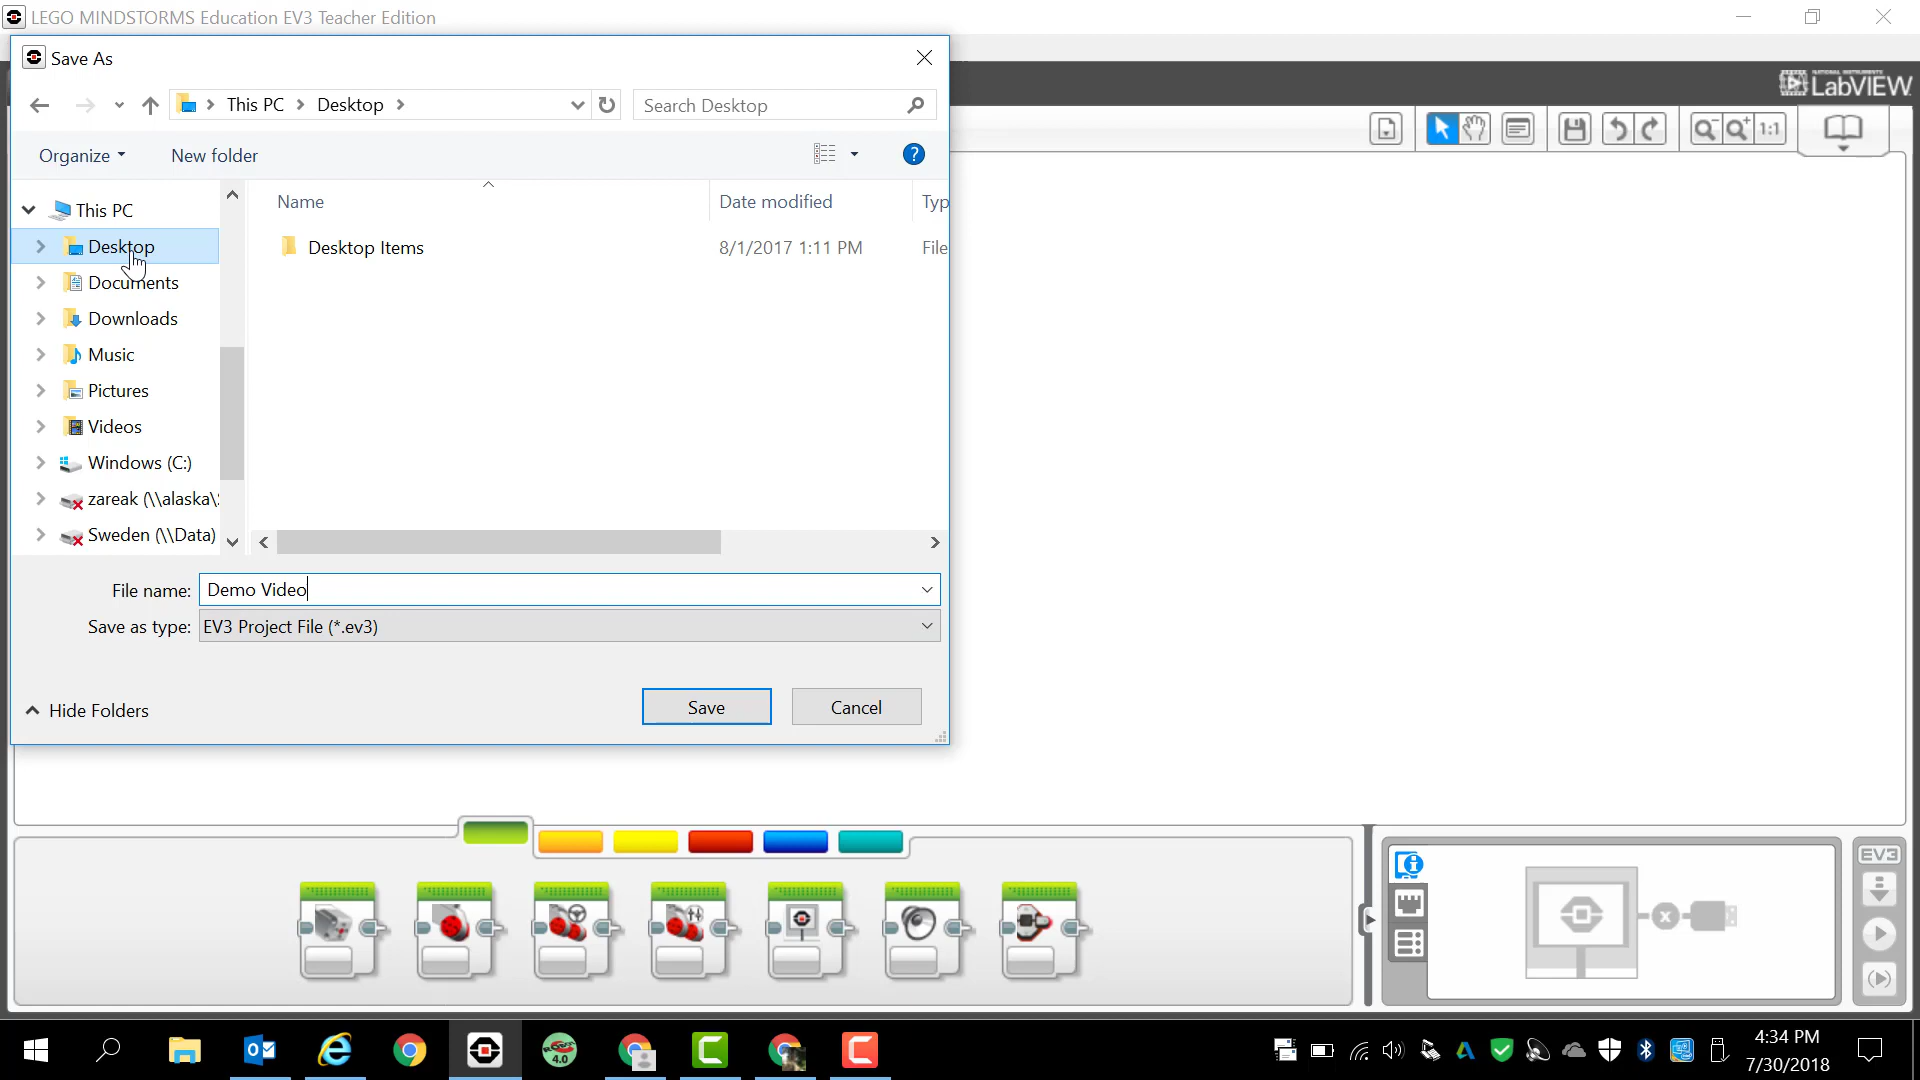 LEGO MINDSTORMS Education EV3 Teacher Edition
Save As
This PC
Desktop
Search Desktop
NATIONAL INSTRUMENTS
LabVIEW
Organize
New folder
?
1:1
This PC
Desktop
Documents
Downloads
Music
Pictures
Videos
Windows (C:)
zareak (\\alaska\
Sweden (\\Data)
Name
Date modified
Typ
Desktop Items
8/1/2017 1:11 PM
File
File name:
Demo Video
Save as type:
EV3 Project File (*.ev3)
Hide Folders
Save
Cancel
EV3
4.0
4:34 PM
7/30/2018